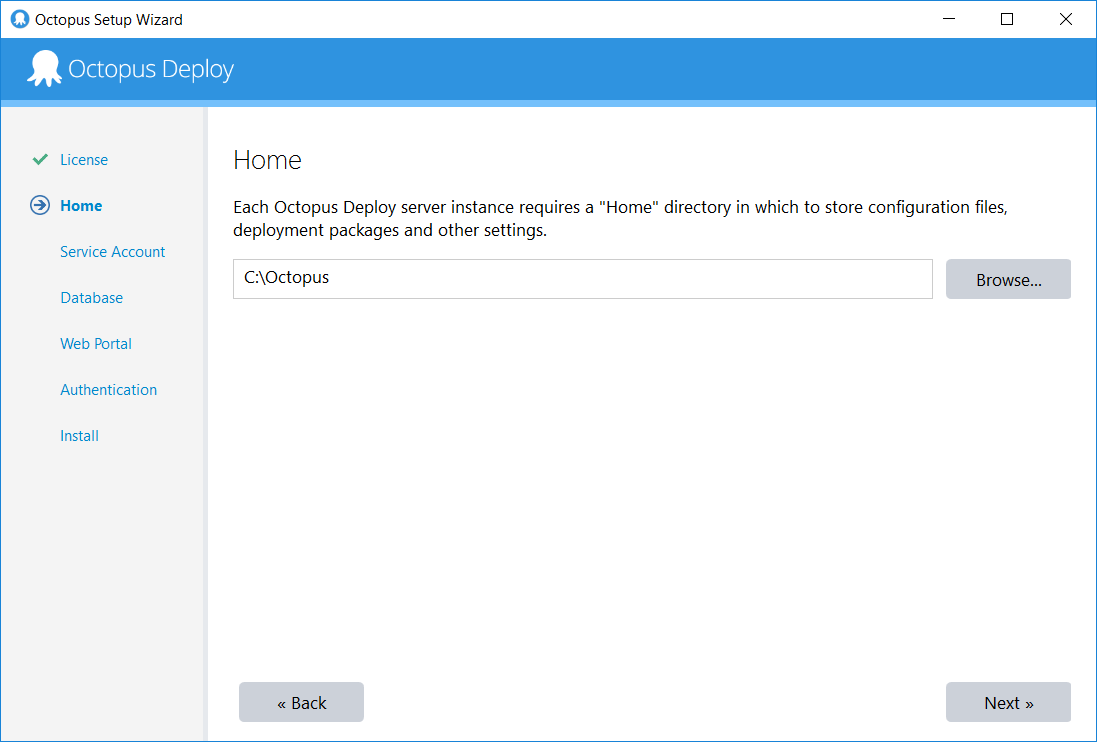 Octopus Setup Wizard
Octopus Deploy
License
Home
Service Account
Database
Web Portal
Authentication
Install
Home
Each Octopus Deploy server instance requires a "Home" directory in which to store configuration files,
deployment packages and other settings.
C:\Octopus
Browse...
« Back
Next »